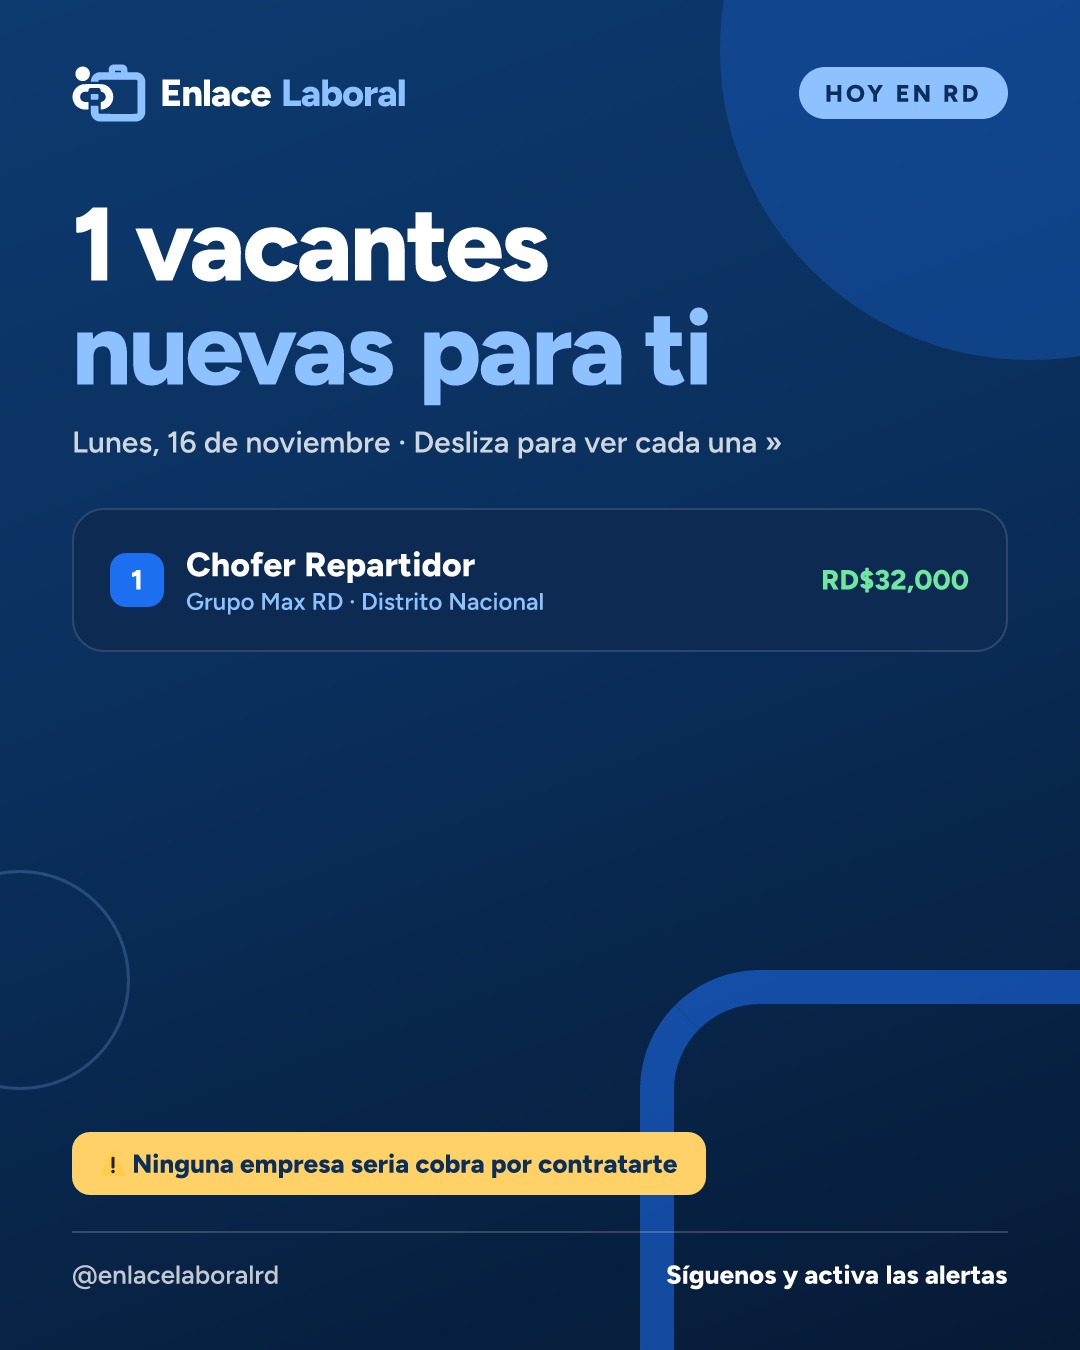 Enlace Laboral
HOY EN RD
1 vacantes
nuevas para ti
Lunes, 16 de noviembre · Desliza para ver cada una »
1
Chofer Repartidor
Grupo Max RD · Distrito Nacional
RD$32,000
⚠️ Ninguna empresa seria cobra por contratarte
@enlacelaboralrd
Síguenos y activa las alertas